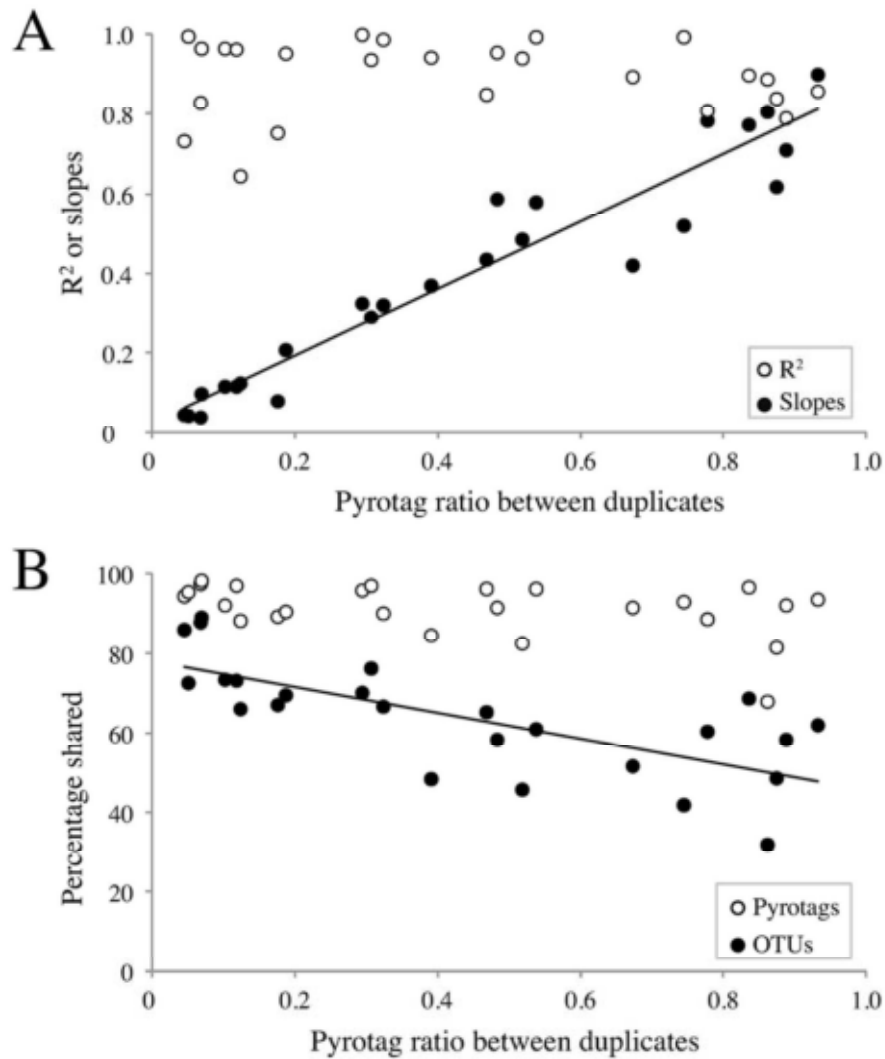 A
1.0
0.8
0.6
0.4
0.2
0
R² or slopes
R²
Slopes
0 0.2 0.4 0.6 0.8 1.0
Pyrotag ratio between duplicates
B
100
80
60
40
20
0
Percentage shared
Pyrotags
OTUs
0 0.2 0.4 0.6 0.8 1.0
Pyrotag ratio between duplicates